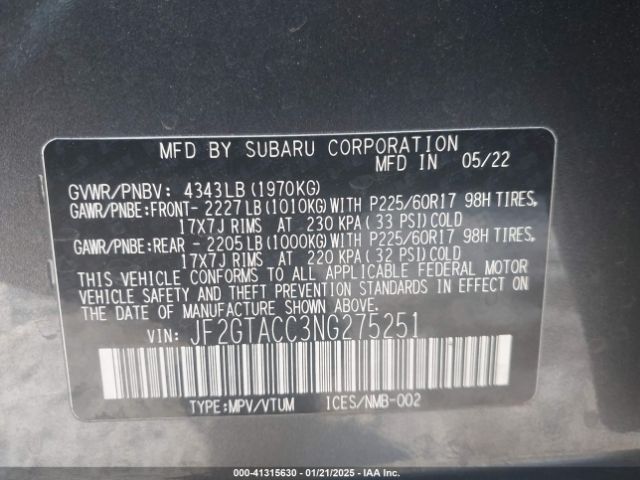 MFD BY SUBARU CORPORATION
MFD IN 05/22
GVWR/PNBV: 4343LB (1970KG)
GAWR/PNBE:FRONT- 2227LB (1010KG) WITH P225/60R17 98H TIRES,
17X7J RIMS AT 230 KPA (33 PSI) COLD
GAWR/PNBE:REAR - 2205LB (1000KG) WITH P225/60R17 98H TIRES,
17X7J RIMS AT 220 KPA (32 PSI) COLD
THIS VEHICLE CONFORMS TO ALL APPLICABLE FEDERAL MOTOR
VEHICLE SAFETY AND THEFT PREVENTION STANDARDS IN EFFECT ON
THE DATE OF MANUFACTURE SHOWN ABOVE.
VIN: JF2GTACC3NG275251
TYPE:MPV/VTUM ICES/NMB-002
000-41315630 - 01/21/2025 - IAA Inc.